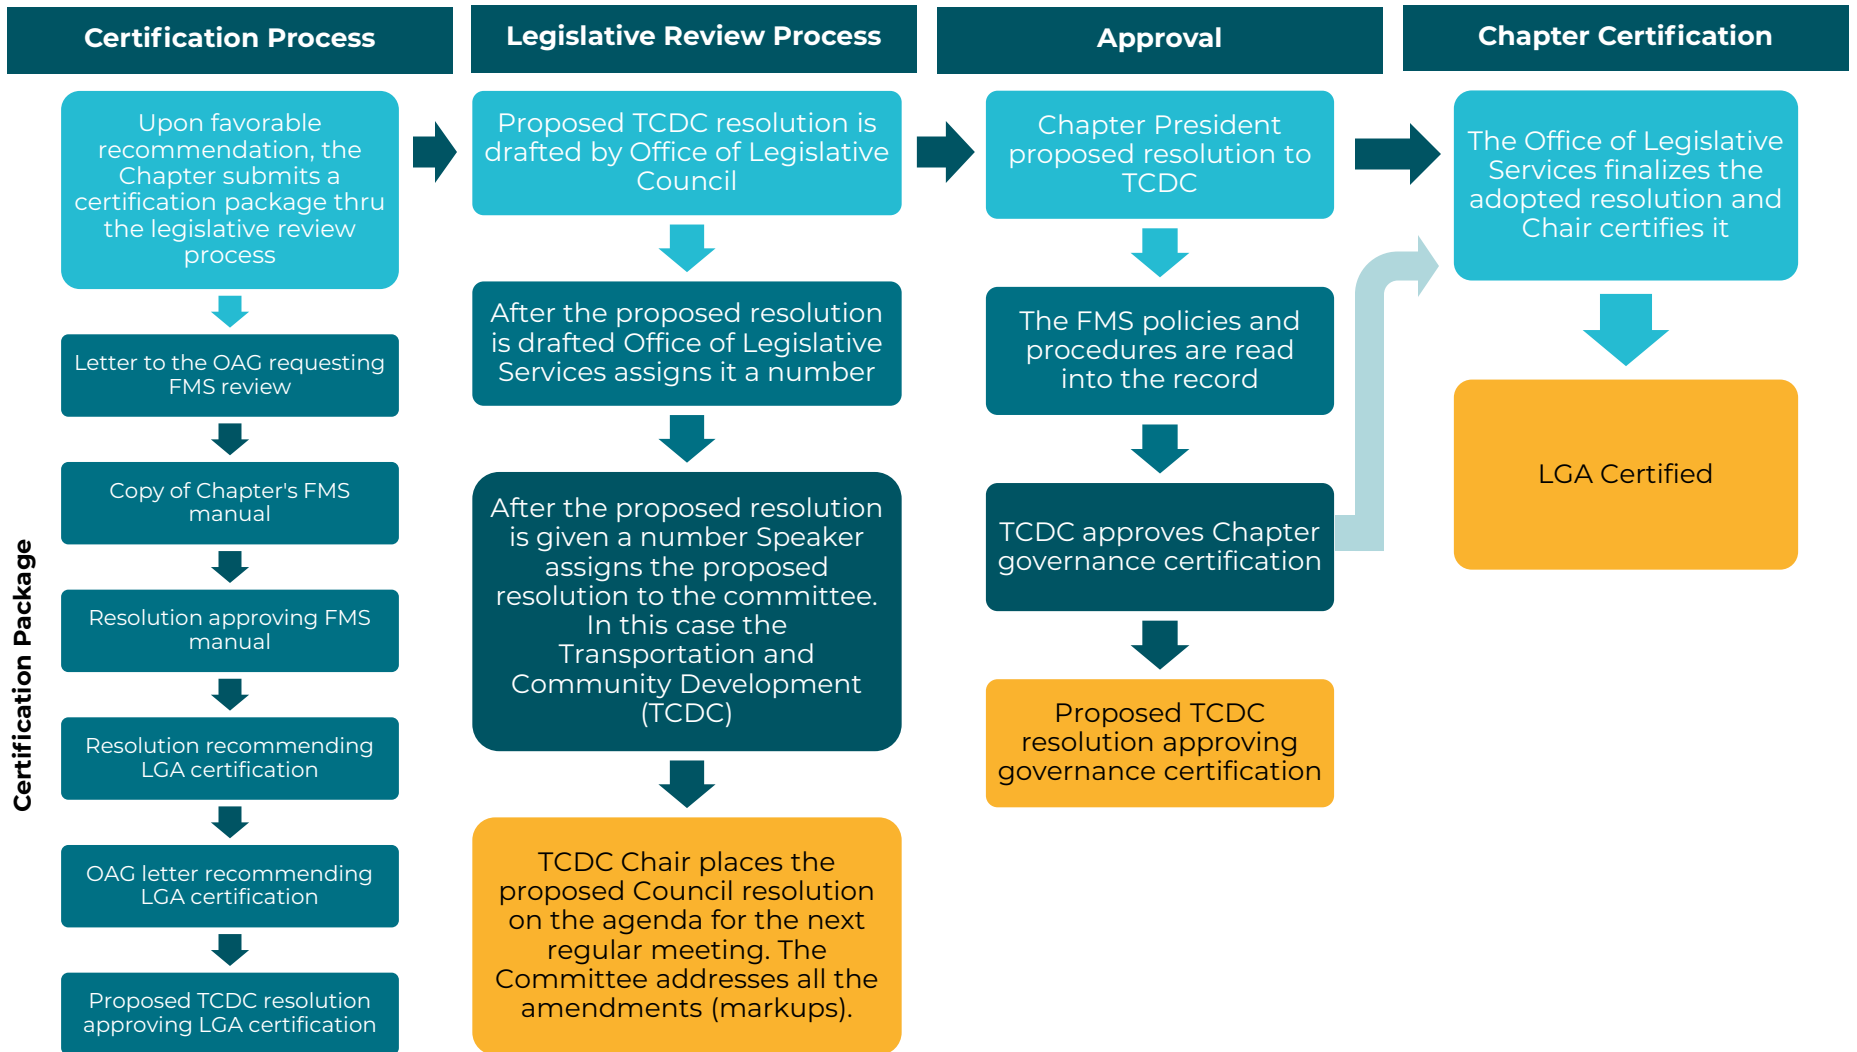 Certification Process
Upon favorable
recommendation, the
Chapter submits a
certification package thru
the legislative review
process
Certification Package
Letter to the OAG requesting
FMS review
Copy of Chapter's FMS
manual
Resolution approving FMS
manual
Resolution recommending
LGA certification
OAG letter recommending
LGA certification
Proposed TCDC resolution
approving LGA certification
Legislative Review Process
Proposed TCDC resolution is
drafted by Office of Legislative
Council
After the proposed resolution
is drafted Office of Legislative
Services assigns it a number
After the proposed resolution
is given a number Speaker
assigns the proposed
resolution to the committee.
In this case the
Transportation and
Community Development
(TCDC)
TCDC Chair places the
proposed Council resolution
on the agenda for the next
regular meeting. The
Committee addresses all the
amendments (markups).
Approval
Chapter President
proposed resolution to
TCDC
The FMS policies and
procedures are read
into the record
TCDC approves Chapter
governance certification
Proposed TCDC
resolution approving
governance certification
Chapter Certification
The Office of Legislative
Services finalizes the
adopted resolution and
Chair certifies it
LGA Certified